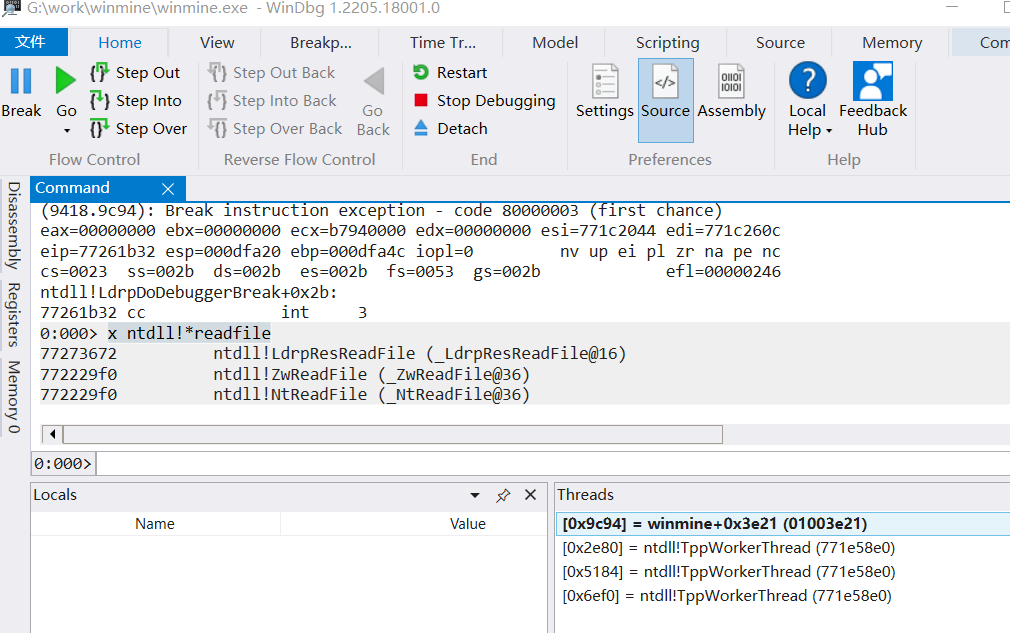 G:\work\winmine\winmine.exe - WinDbg 1.2205.18001.0
文件 Home View Breakp... Time Tr... Model Scripting Source Memory Com
Break
Go
Step Out
Step Into
Step Over
Flow Control
Step Out Back
Step Into Back
Step Over Back
Go Back
Reverse Flow Control
Restart
Stop Debugging
Detach
End
Settings Source Assembly
Preferences
Local Help
Feedback Hub
Help
Disassembly
Registers
Memory 0
Command
(9418.9c94): Break instruction exception - code 80000003 (first chance)
eax=00000000 ebx=00000000 ecx=b7940000 edx=00000000 esi=771c2044 edi=771c260c
eip=77261b32 esp=000dfa20 ebp=000dfa4c iopl=0 nv up ei pl zr na pe nc
cs=0023 ss=002b ds=002b es=002b fs=0053 gs=002b efl=00000246
ntdll!LdrpDoDebuggerBreak+0x2b:
77261b32 cc int 3
0:000> x ntdll!*readfile
77273672 ntdll!LdrpResReadFile (_LdrpResReadFile@16)
772229f0 ntdll!ZwReadFile (_ZwReadFile@36)
772229f0 ntdll!NtReadFile (_NtReadFile@36)
0:000>
Locals
Name Value
Threads
[0x9c94] = winmine+0x3e21 (01003e21)
[0x2e80] = ntdll!TppWorkerThread (771e58e0)
[0x5184] = ntdll!TppWorkerThread (771e58e0)
[0x6ef0] = ntdll!TppWorkerThread (771e58e0)